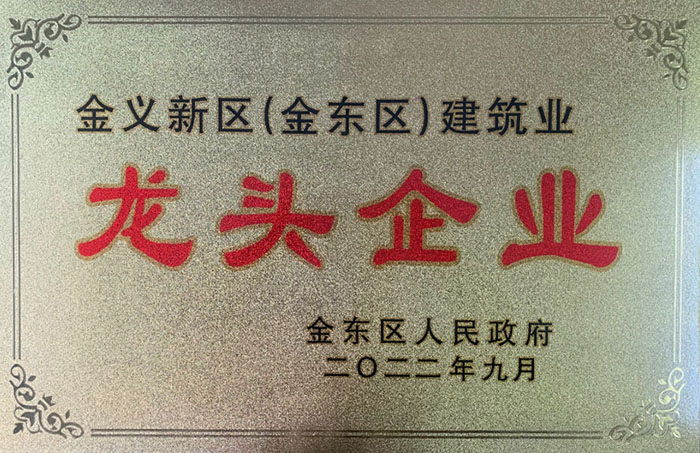 金义新区(金东区)建筑业
龙头企业
金东区人民政府
二〇二二年九月